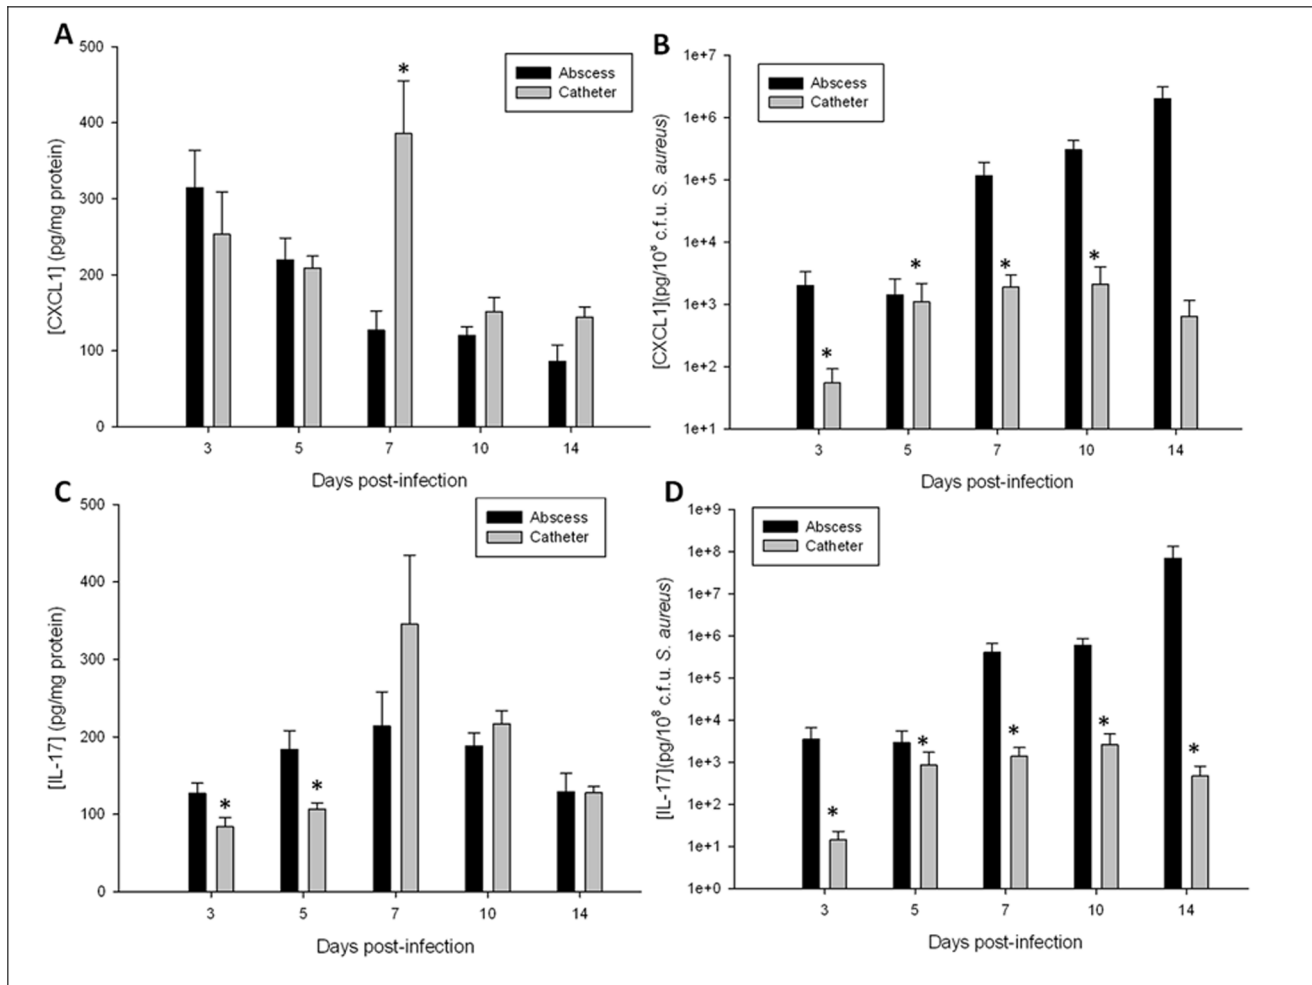 A
500
400
300
200
100
0
[CXCL1] (pg/mg protein)
Abscess
Catheter
*
3 5 7 10 14
Days post-infection
B
1e+7
1e+6
1e+5
1e+4
1e+3
1e+2
1e+1
[CXCL1](pg/10⁸ c.f.u. S. aureus)
Abscess
Catheter
* * * *
3 5 7 10 14
Days post-infection
C
500
400
300
200
100
0
[IL-17] (pg/mg protein)
Abscess
Catheter
* *
3 5 7 10 14
Days post-infection
D
1e+9
1e+8
1e+7
1e+6
1e+5
1e+4
1e+3
1e+2
1e+1
1e+0
[IL-17](pg/10⁸ c.f.u. S. aureus)
Abscess
Catheter
* * * * *
3 5 7 10 14
Days post-infection